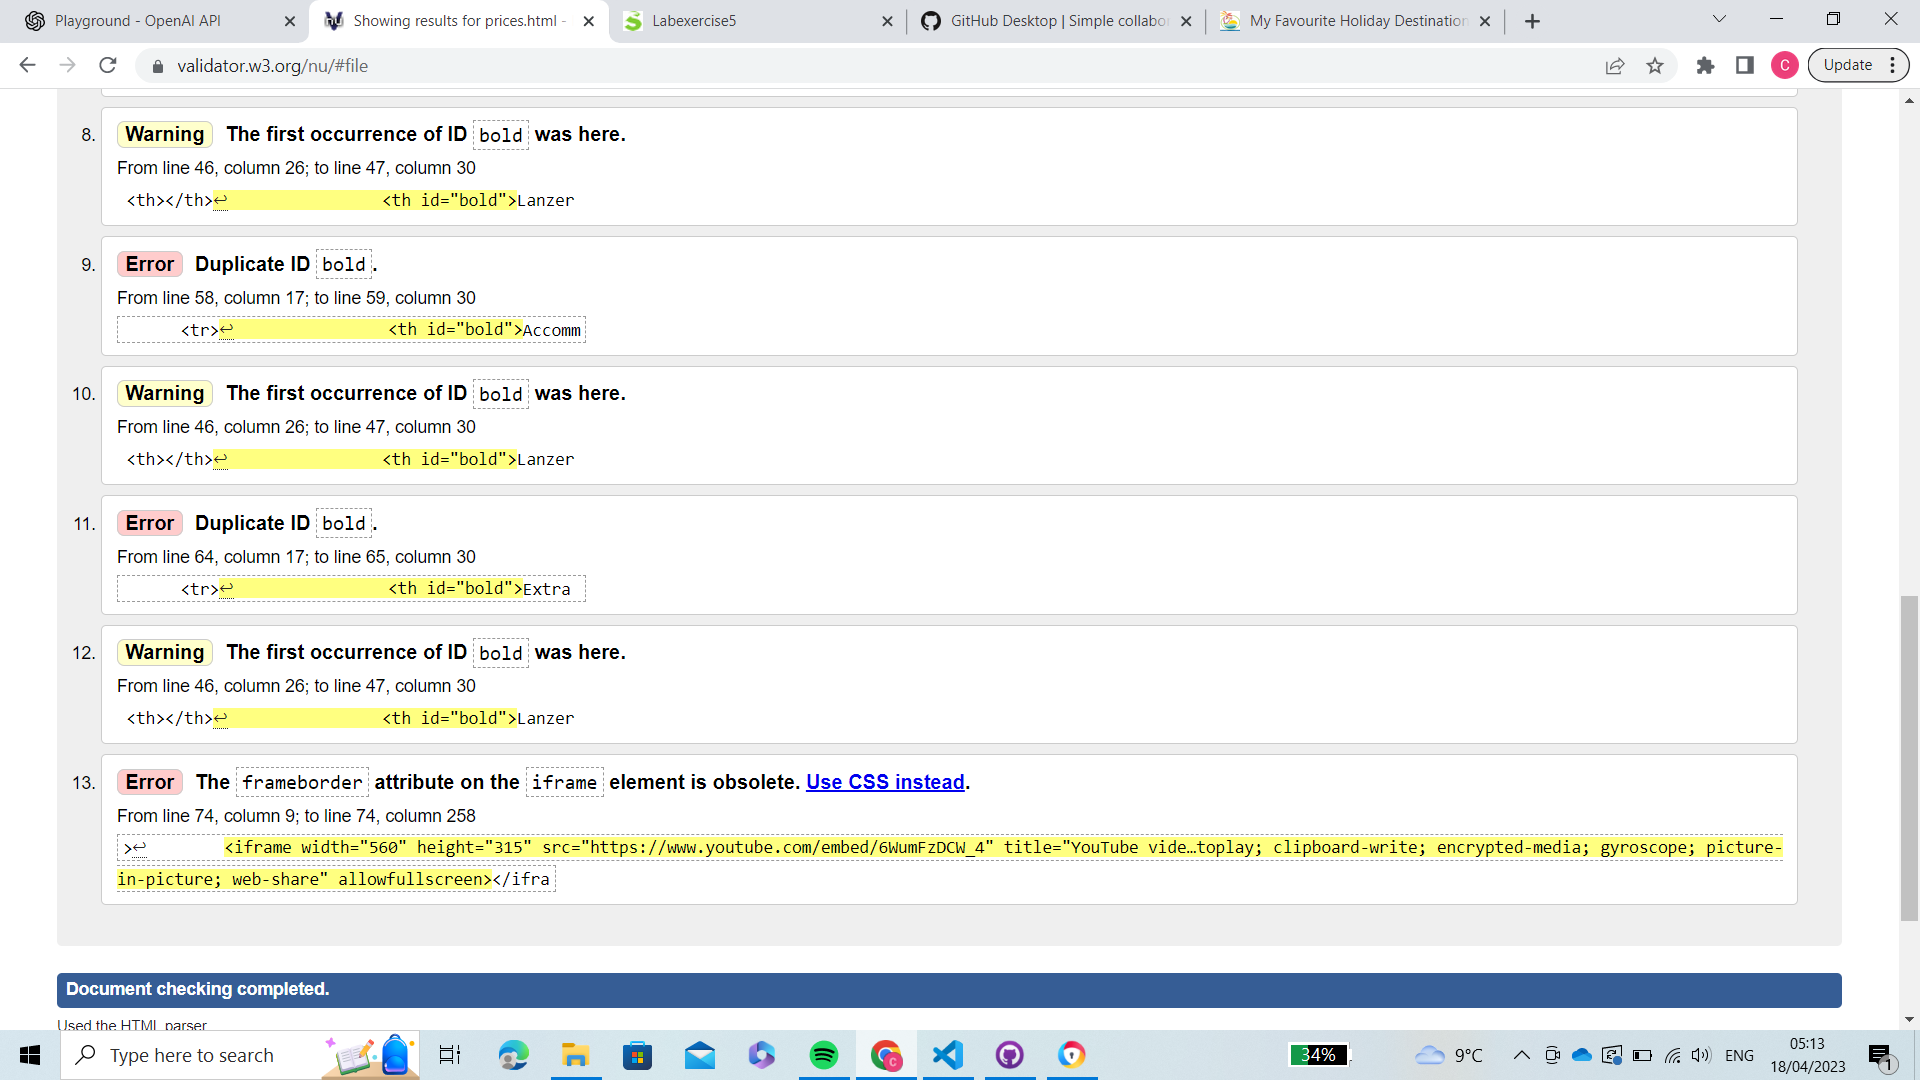 Playground - OpenAI API
Showing results for prices.html -
Labexercise5
GitHub Desktop | Simple collabor
My Favourite Holiday Destination
validator.w3.org/nu/#file
C
Update
8. Warning The first occurrence of ID bold was here.
From line 46, column 26; to line 47, column 30
<th></th>↩ <th id="bold">Lanzer
9. Error Duplicate ID bold.
From line 58, column 17; to line 59, column 30
<tr>↩ <th id="bold">Accomm
10. Warning The first occurrence of ID bold was here.
From line 46, column 26; to line 47, column 30
<th></th>↩ <th id="bold">Lanzer
11. Error Duplicate ID bold.
From line 64, column 17; to line 65, column 30
<tr>↩ <th id="bold">Extra
12. Warning The first occurrence of ID bold was here.
From line 46, column 26; to line 47, column 30
<th></th>↩ <th id="bold">Lanzer
13. Error The frameborder attribute on the iframe element is obsolete. Use CSS instead.
From line 74, column 9; to line 74, column 258
>↩ <iframe width="560" height="315" src="https://www.youtube.com/embed/6WumFzDCW_4" title="YouTube vide…toplay; clipboard-write; encrypted-media; gyroscope; picture-
in-picture; web-share" allowfullscreen></ifra
Document checking completed.
Used the HTML parser
Type here to search
34%
9°C
ENG
05:13
18/04/2023
1